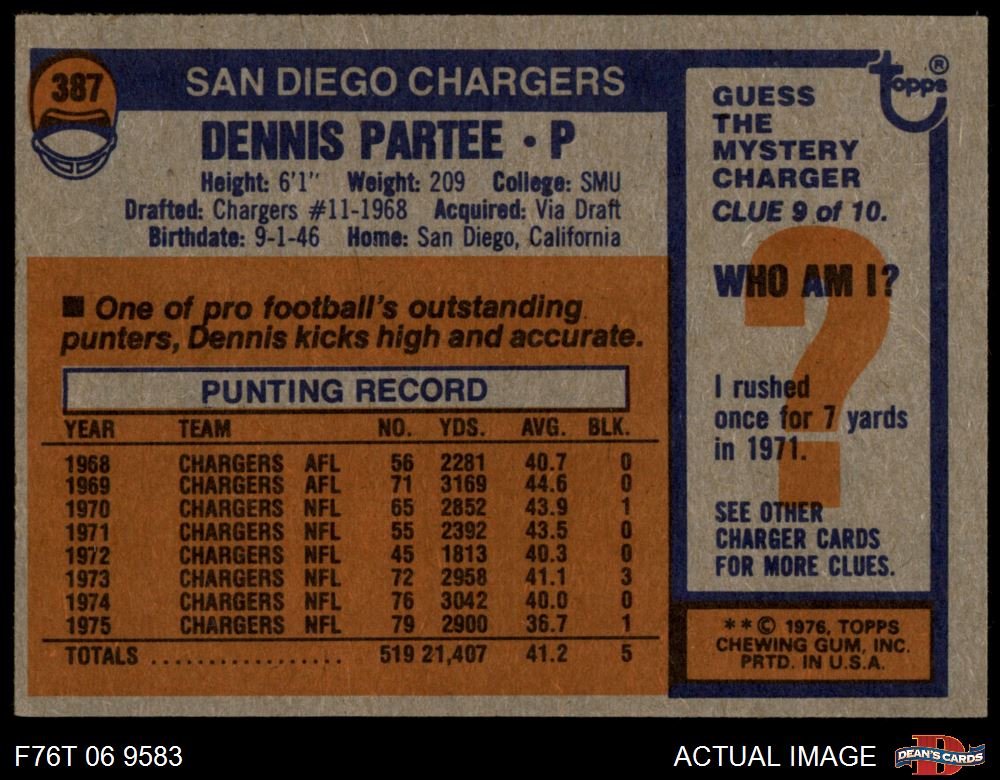 387
SAN DIEGO CHARGERS
DENNIS PARTEE • P
Height: 6'1" Weight: 209 College: SMU
Drafted: Chargers #11-1968 Acquired: Via Draft
Birthdate: 9-1-46 Home: San Diego, California
■ One of pro football's outstanding
punters, Dennis kicks high and accurate.
PUNTING RECORD
YEAR TEAM NO. YDS. AVG. BLK.
1968 CHARGERS AFL 56 2281 40.7 0
1969 CHARGERS AFL 71 3169 44.6 0
1970 CHARGERS NFL 65 2852 43.9 1
1971 CHARGERS NFL 55 2392 43.5 0
1972 CHARGERS NFL 45 1813 40.3 0
1973 CHARGERS NFL 72 2958 41.1 3
1974 CHARGERS NFL 76 3042 40.0 0
1975 CHARGERS NFL 79 2900 36.7 1
TOTALS .................. 519 21,407 41.2 5
topps®
GUESS
THE
MYSTERY
CHARGER
CLUE 9 of 10.
WHO AM I?
?
I rushed
once for 7 yards
in 1971.
SEE OTHER
CHARGER CARDS
FOR MORE CLUES.
**© 1976, TOPPS
CHEWING GUM, INC.
PRTD. IN U.S.A.
F76T 06 9583
ACTUAL IMAGE
D
DEAN'S CARDS